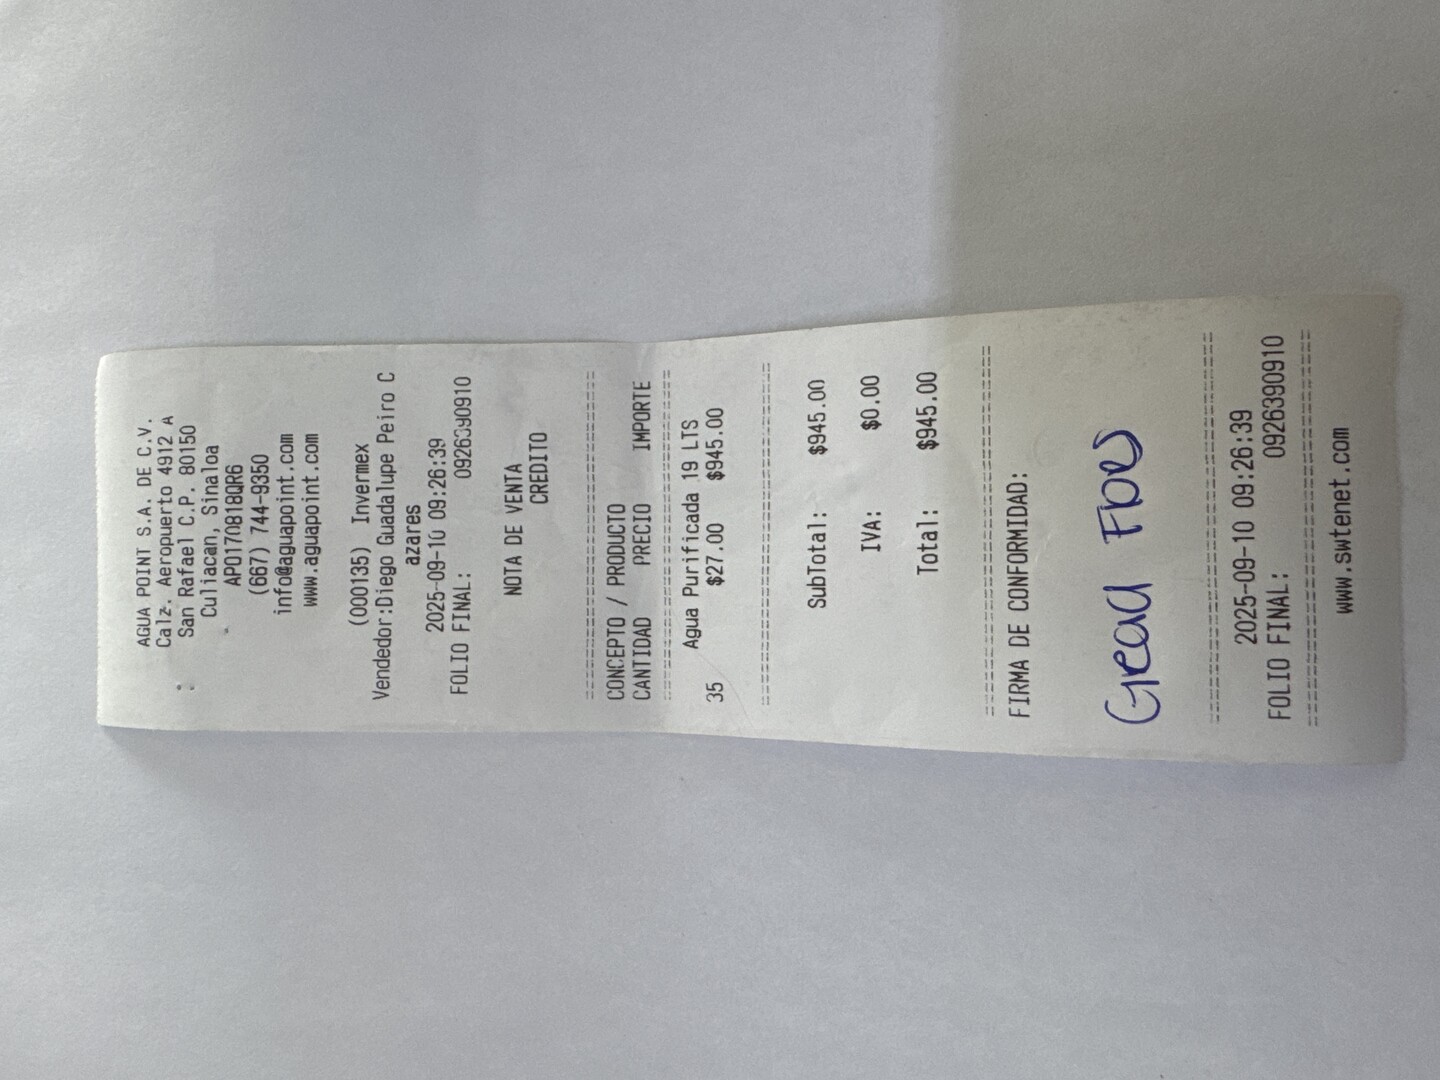 AGUA POINT S.A. DE C.V.
Calz. Aeropuerto 4912 A
San Rafael C.P. 80150
: Culiacan, Sinaloa
APO170818QR6
(667) 744-9350
info@aguapoint.com
www.aguapoint.com
(000135) Invermex
Vendedor:Diego Guadalupe Peiro C
azares
2025-09-10 09:26:39
FOLIO FINAL: 0926390910
NOTA DE VENTA
CREDITO
CONCEPTO / PRODUCTO
CANTIDAD PRECIO IMPORTE
Agua Purificada 19 LTS
35 $27.00 $945.00
SubTotal: $945.00
IVA: $0.00
Total: $945.00
FIRMA DE CONFORMIDAD:
2025-09-10 09:26:39
FOLIO FINAL: 0926390910
www.swtenet.com